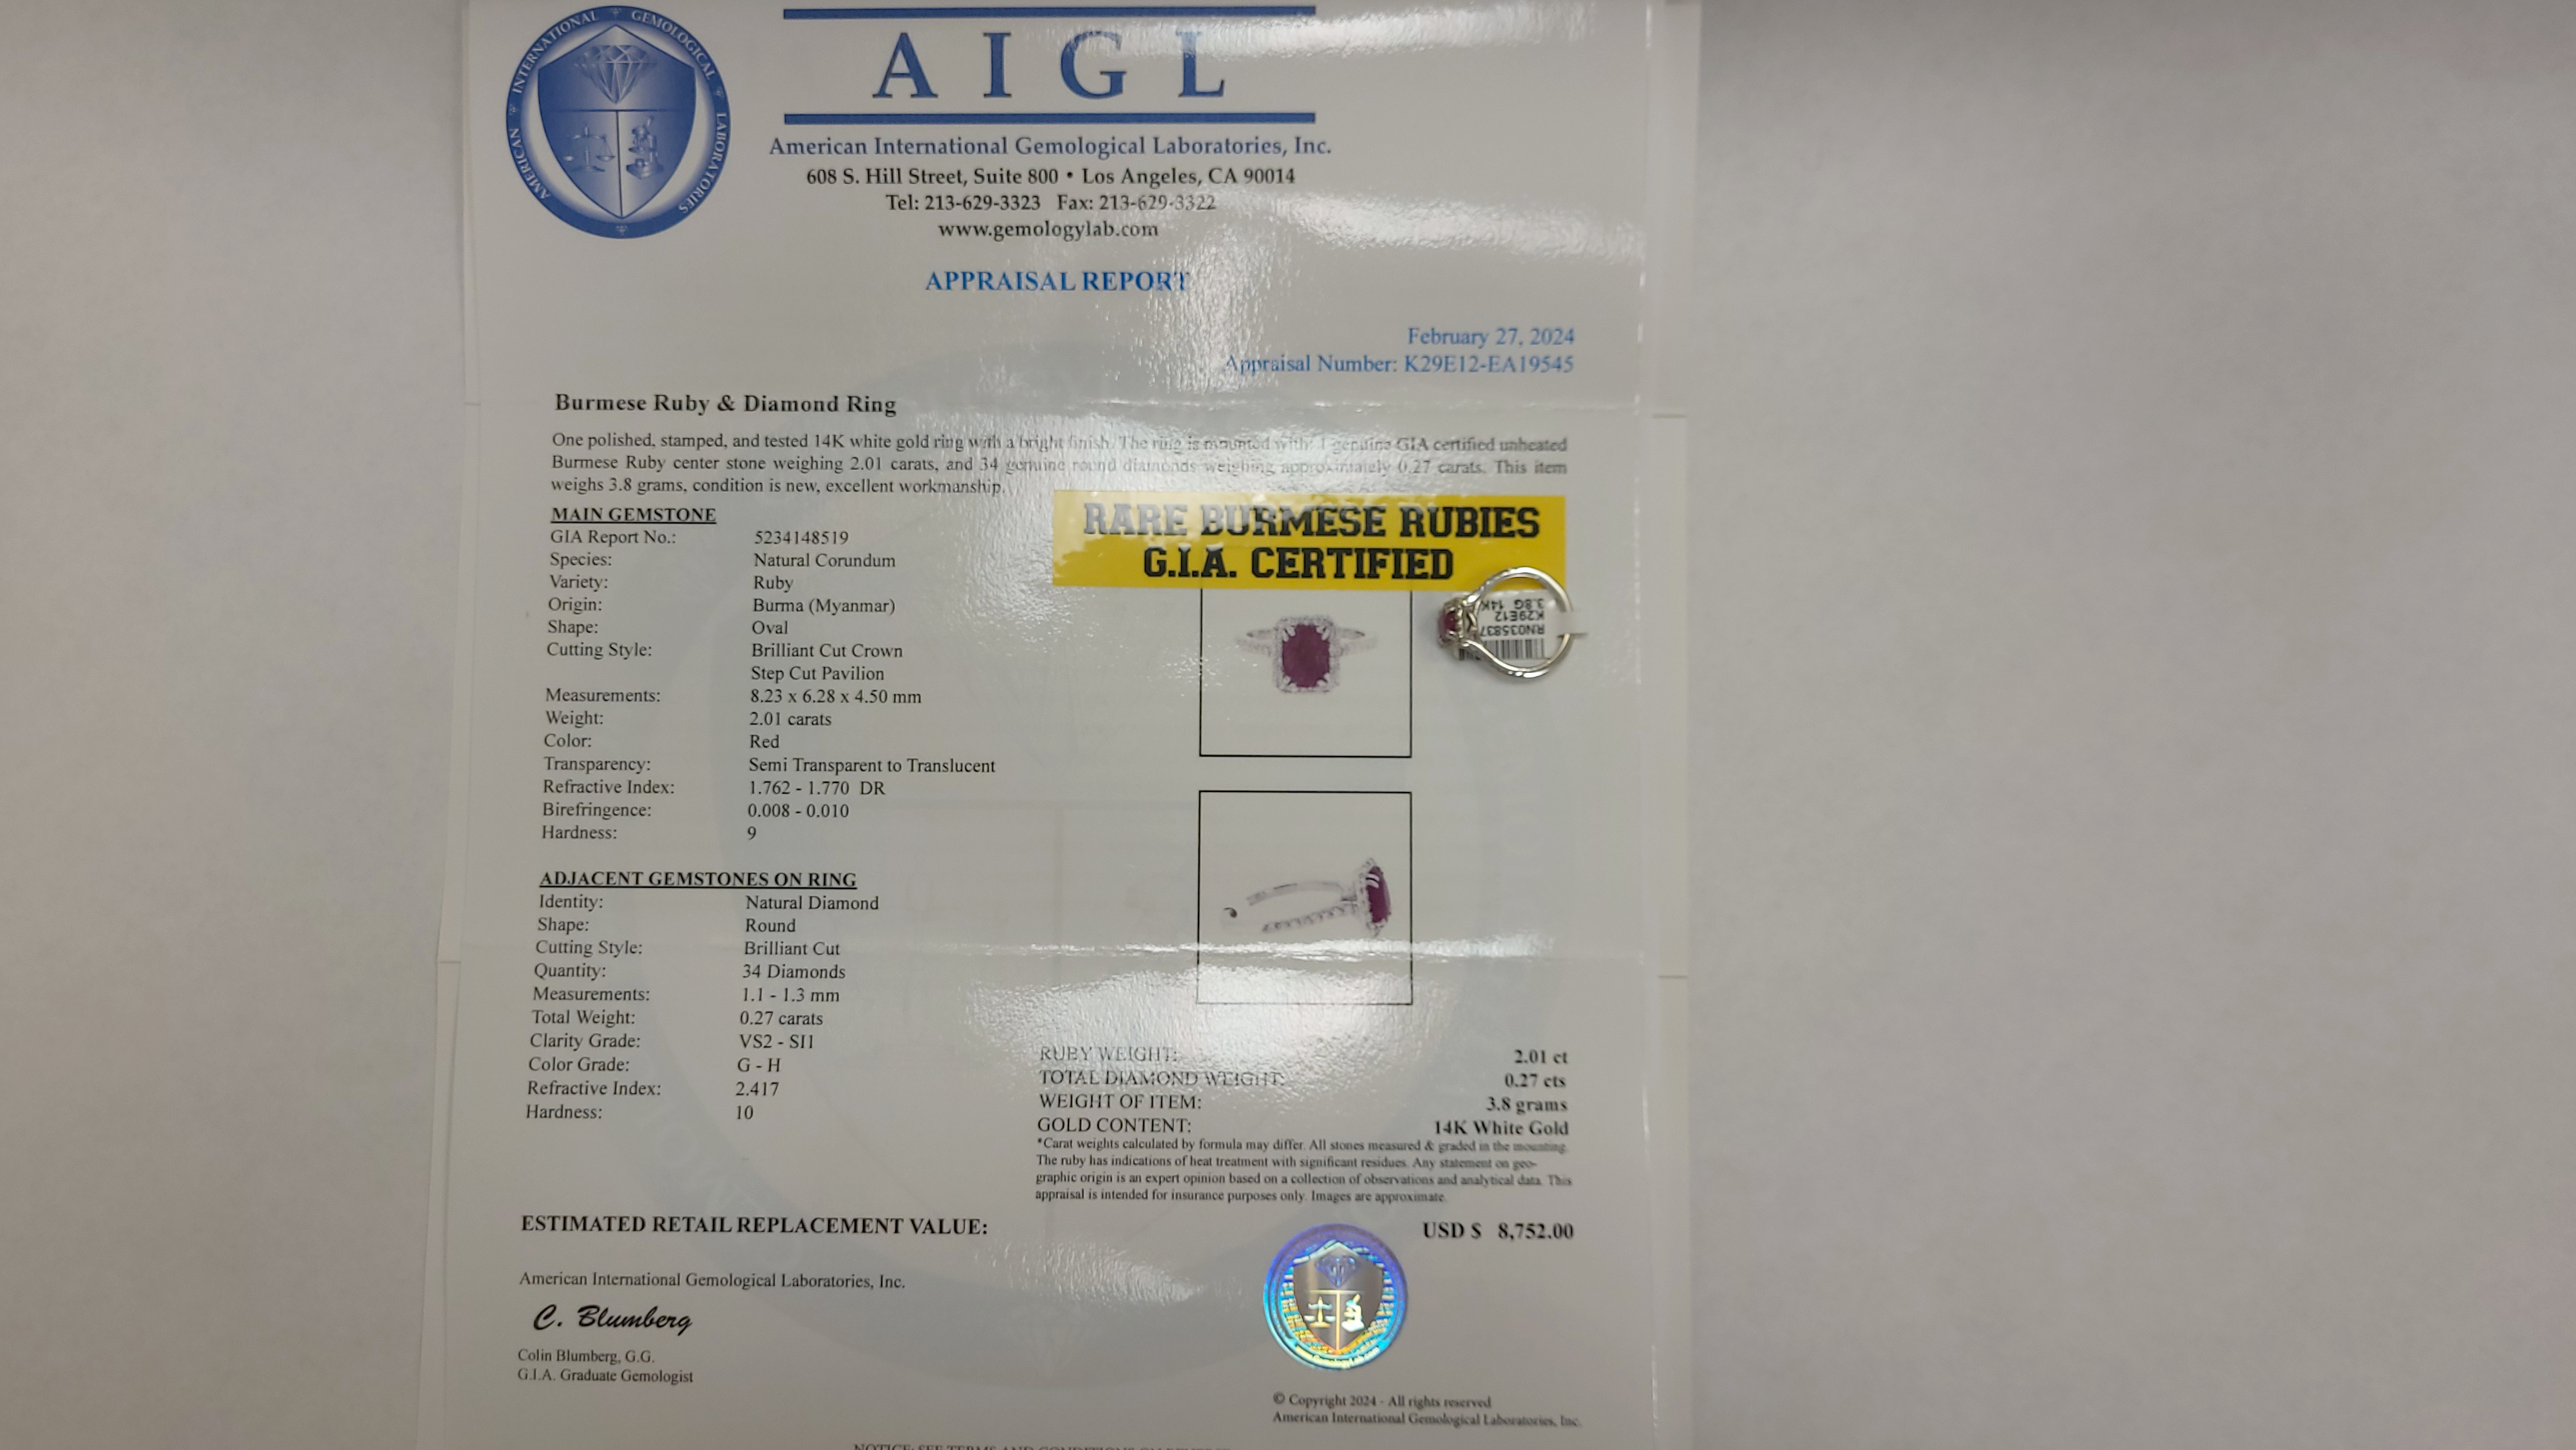 AMERICAN INTERNATIONAL GEMOLOGICAL LABORATORIES
AIGL
American International Gemological Laboratories, Inc.
608 S. Hill Street, Suite 800 • Los Angeles, CA 90014
Tel: 213-629-3323 Fax: 213-629-3322
www.gemologylab.com
APPRAISAL REPORT
February 27, 2024
Appraisal Number: K29E12-EA19545
Burmese Ruby & Diamond Ring
One polished, stamped, and tested 14K white gold ring with a bright finish. The ring is mounted with: 1 genuine GIA certified unheated
Burmese Ruby center stone weighing 2.01 carats, and 34 genuine round diamonds weighing approximately 0.27 carats. This item
weighs 3.8 grams, condition is new, excellent workmanship.
RARE BURMESE RUBIES
G.I.A. CERTIFIED
MAIN GEMSTONE
GIA Report No.: 5234148519
Species: Natural Corundum
Variety: Ruby
Origin: Burma (Myanmar)
Shape: Oval
Cutting Style: Brilliant Cut Crown
Step Cut Pavilion
Measurements: 8.23 x 6.28 x 4.50 mm
Weight: 2.01 carats
Color: Red
Transparency: Semi Transparent to Translucent
Refractive Index: 1.762 - 1.770 DR
Birefringence: 0.008 - 0.010
Hardness: 9
RN035837
K29E12
3.8G 14K
ADJACENT GEMSTONES ON RING
Identity: Natural Diamond
Shape: Round
Cutting Style: Brilliant Cut
Quantity: 34 Diamonds
Measurements: 1.1 - 1.3 mm
Total Weight: 0.27 carats
Clarity Grade: VS2 - SI1
Color Grade: G - H
Refractive Index: 2.417
Hardness: 10
RUBY WEIGHT: 2.01 ct
TOTAL DIAMOND WEIGHT: 0.27 cts
WEIGHT OF ITEM: 3.8 grams
GOLD CONTENT: 14K White Gold
*Carat weights calculated by formula may differ. All stones measured & graded in the mounting.
The ruby has indications of heat treatment with significant residues. Any statement on geo-
graphic origin is an expert opinion based on a collection of observations and analytical data. This
appraisal is intended for insurance purposes only. Images are approximate.
ESTIMATED RETAIL REPLACEMENT VALUE: USD $ 8,752.00
American International Gemological Laboratories, Inc.
C. Blumberg
Colin Blumberg, G.G.
G.I.A. Graduate Gemologist
© Copyright 2024 - All rights reserved
American International Gemological Laboratories, Inc.
NOTICE: SEE TERMS AND CONDITIONS